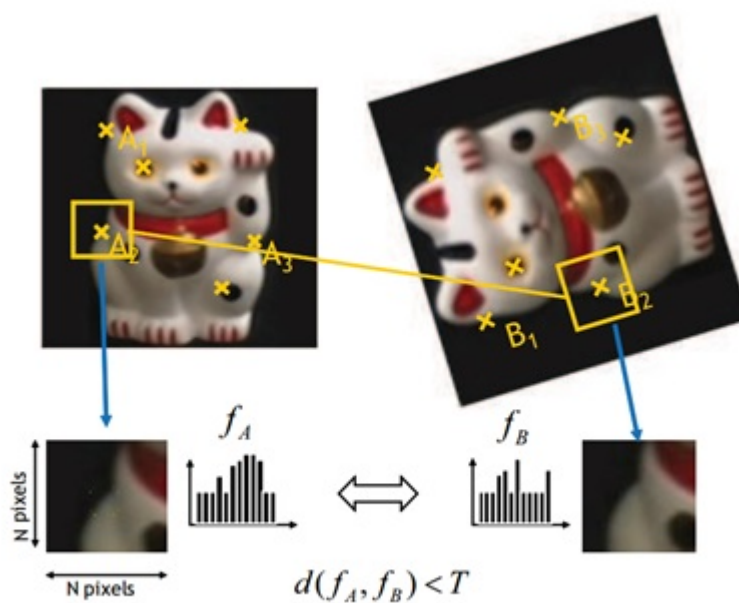 A1
A2
A3
B3
B1
B2
fA
fB
N pixels
N pixels
d(fA, fB) < T